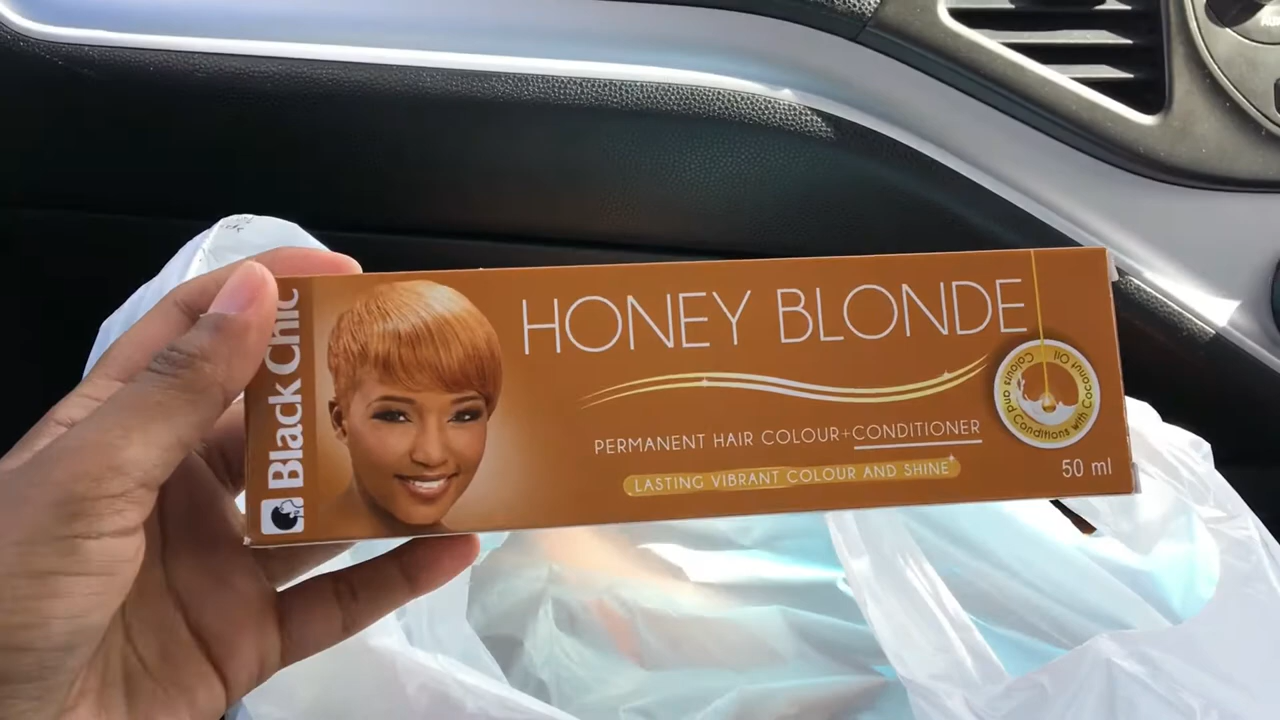 Black Chic
HONEY BLONDE
PERMANENT HAIR COLOUR+CONDITIONER
LASTING VIBRANT COLOUR AND SHINE
Colours and Conditions with Coconut Oil
50 ml